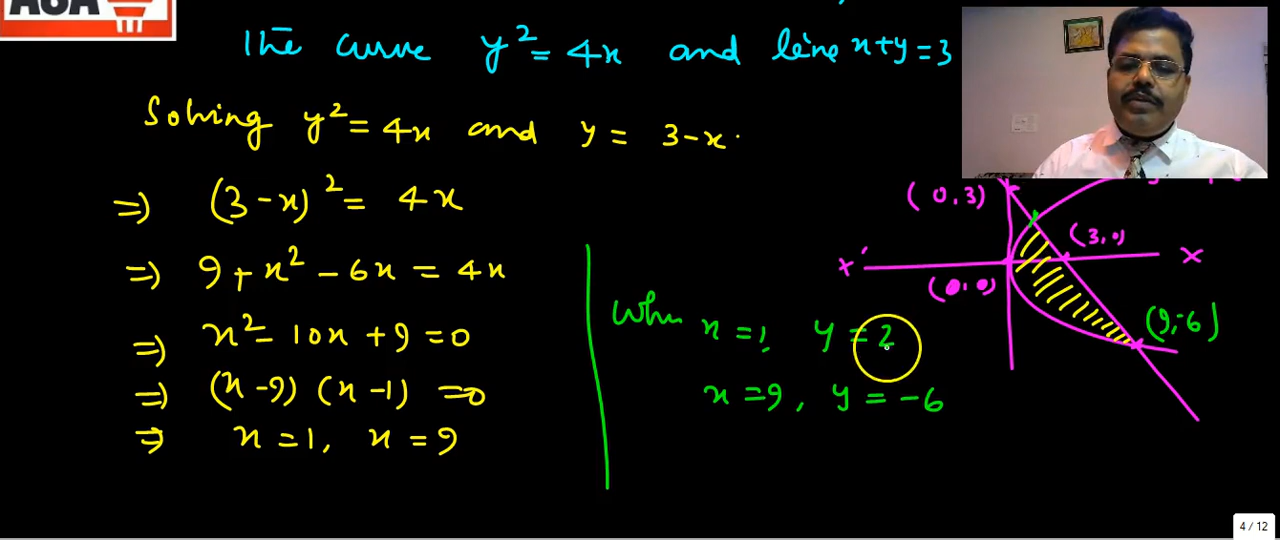 ASA
The curve y² = 4x and line x+y=3
Solving y² = 4x and y = 3-x.
⇒ (3-x)² = 4x
⇒ 9+x²-6x = 4x
⇒ x²-10x+9=0
⇒ (x-9) (x-1) =0
⇒ x=1, x=9
When x=1, y=2
x=9, y=-6
(0,3)
(3,0)
X'
X
(0,0)
(9,-6)
4 / 12